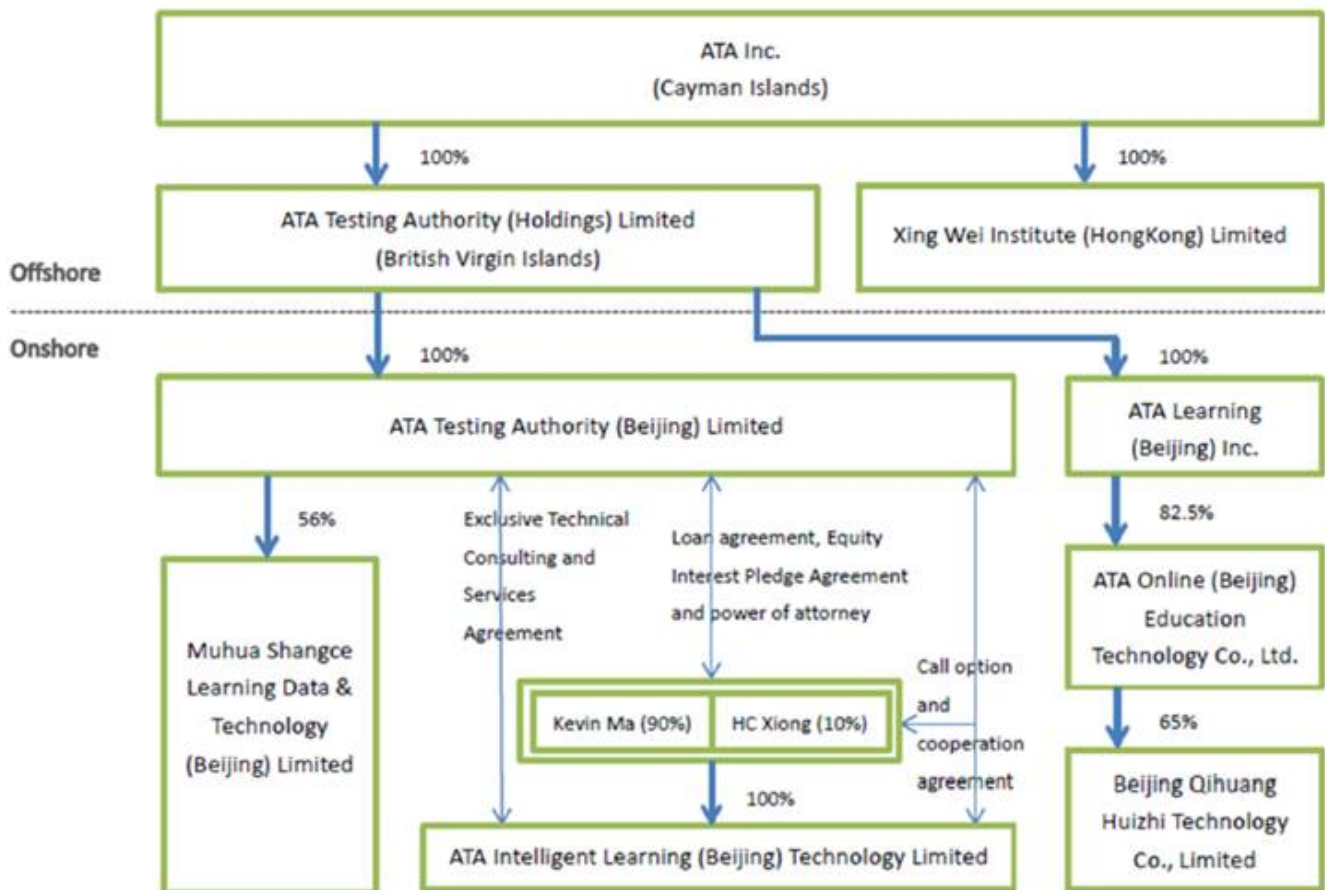 ATA Inc.
(Cayman Islands)
100%
100%
ATA Testing Authority (Holdings) Limited
(British Virgin Islands)
Xing Wei Institute (HongKong) Limited
Offshore
Onshore
100%
100%
ATA Testing Authority (Beijing) Limited
ATA Learning
(Beijing) Inc.
56%
Exclusive Technical
Consulting and
Services
Agreement
Loan agreement, Equity
Interest Pledge Agreement
and power of attorney
82.5%
Muhua Shangce
Learning Data &
Technology
(Beijing) Limited
ATA Online (Beijing)
Education
Technology Co., Ltd.
Kevin Ma (90%)
HC Xiong (10%)
Call option
and
cooperation
agreement
65%
100%
ATA Intelligent Learning (Beijing) Technology Limited
Beijing Qihuang
Huizhi Technology
Co., Limited